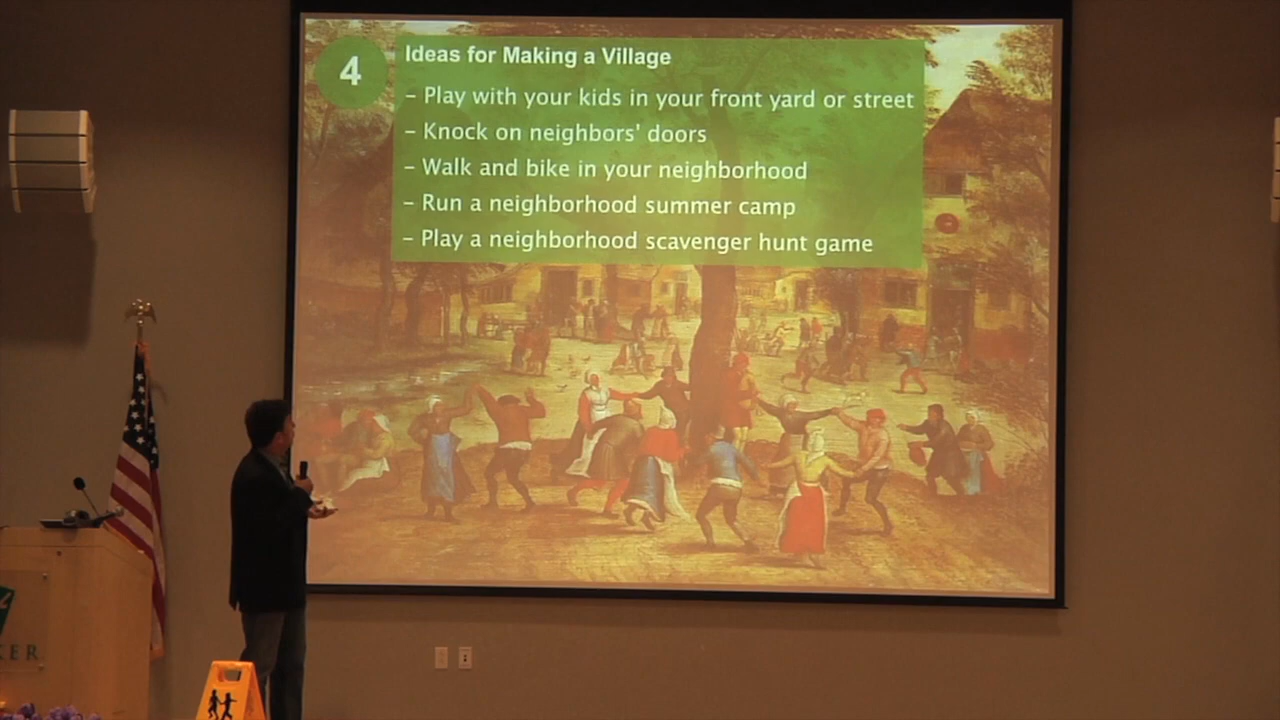 4
Ideas for Making a Village
– Play with your kids in your front yard or street
– Knock on neighbors' doors
– Walk and bike in your neighborhood
– Run a neighborhood summer camp
– Play a neighborhood scavenger hunt game
KER